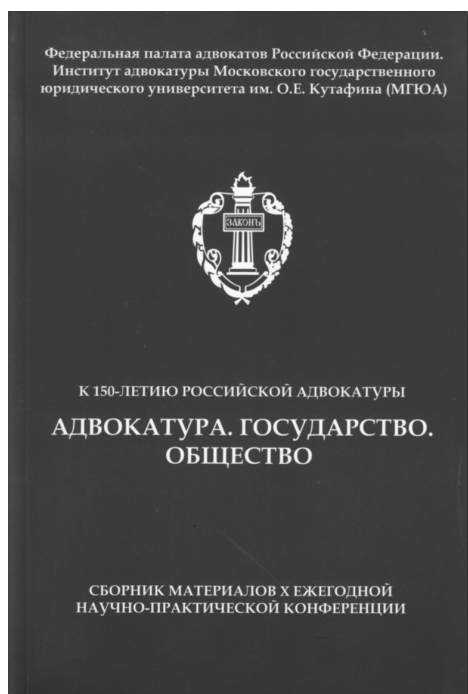 Федеральная палата адвокатов Российской Федерации.
Институт адвокатуры Московского государственного
юридического университета им. О.Е. Кутафина (МГЮА)
ЗАКОНЪ
К 150-ЛЕТИЮ РОССИЙСКОЙ АДВОКАТУРЫ
АДВОКАТУРА. ГОСУДАРСТВО.
ОБЩЕСТВО
СБОРНИК МАТЕРИАЛОВ X ЕЖЕГОДНОЙ
НАУЧНО-ПРАКТИЧЕСКОЙ КОНФЕРЕНЦИИ